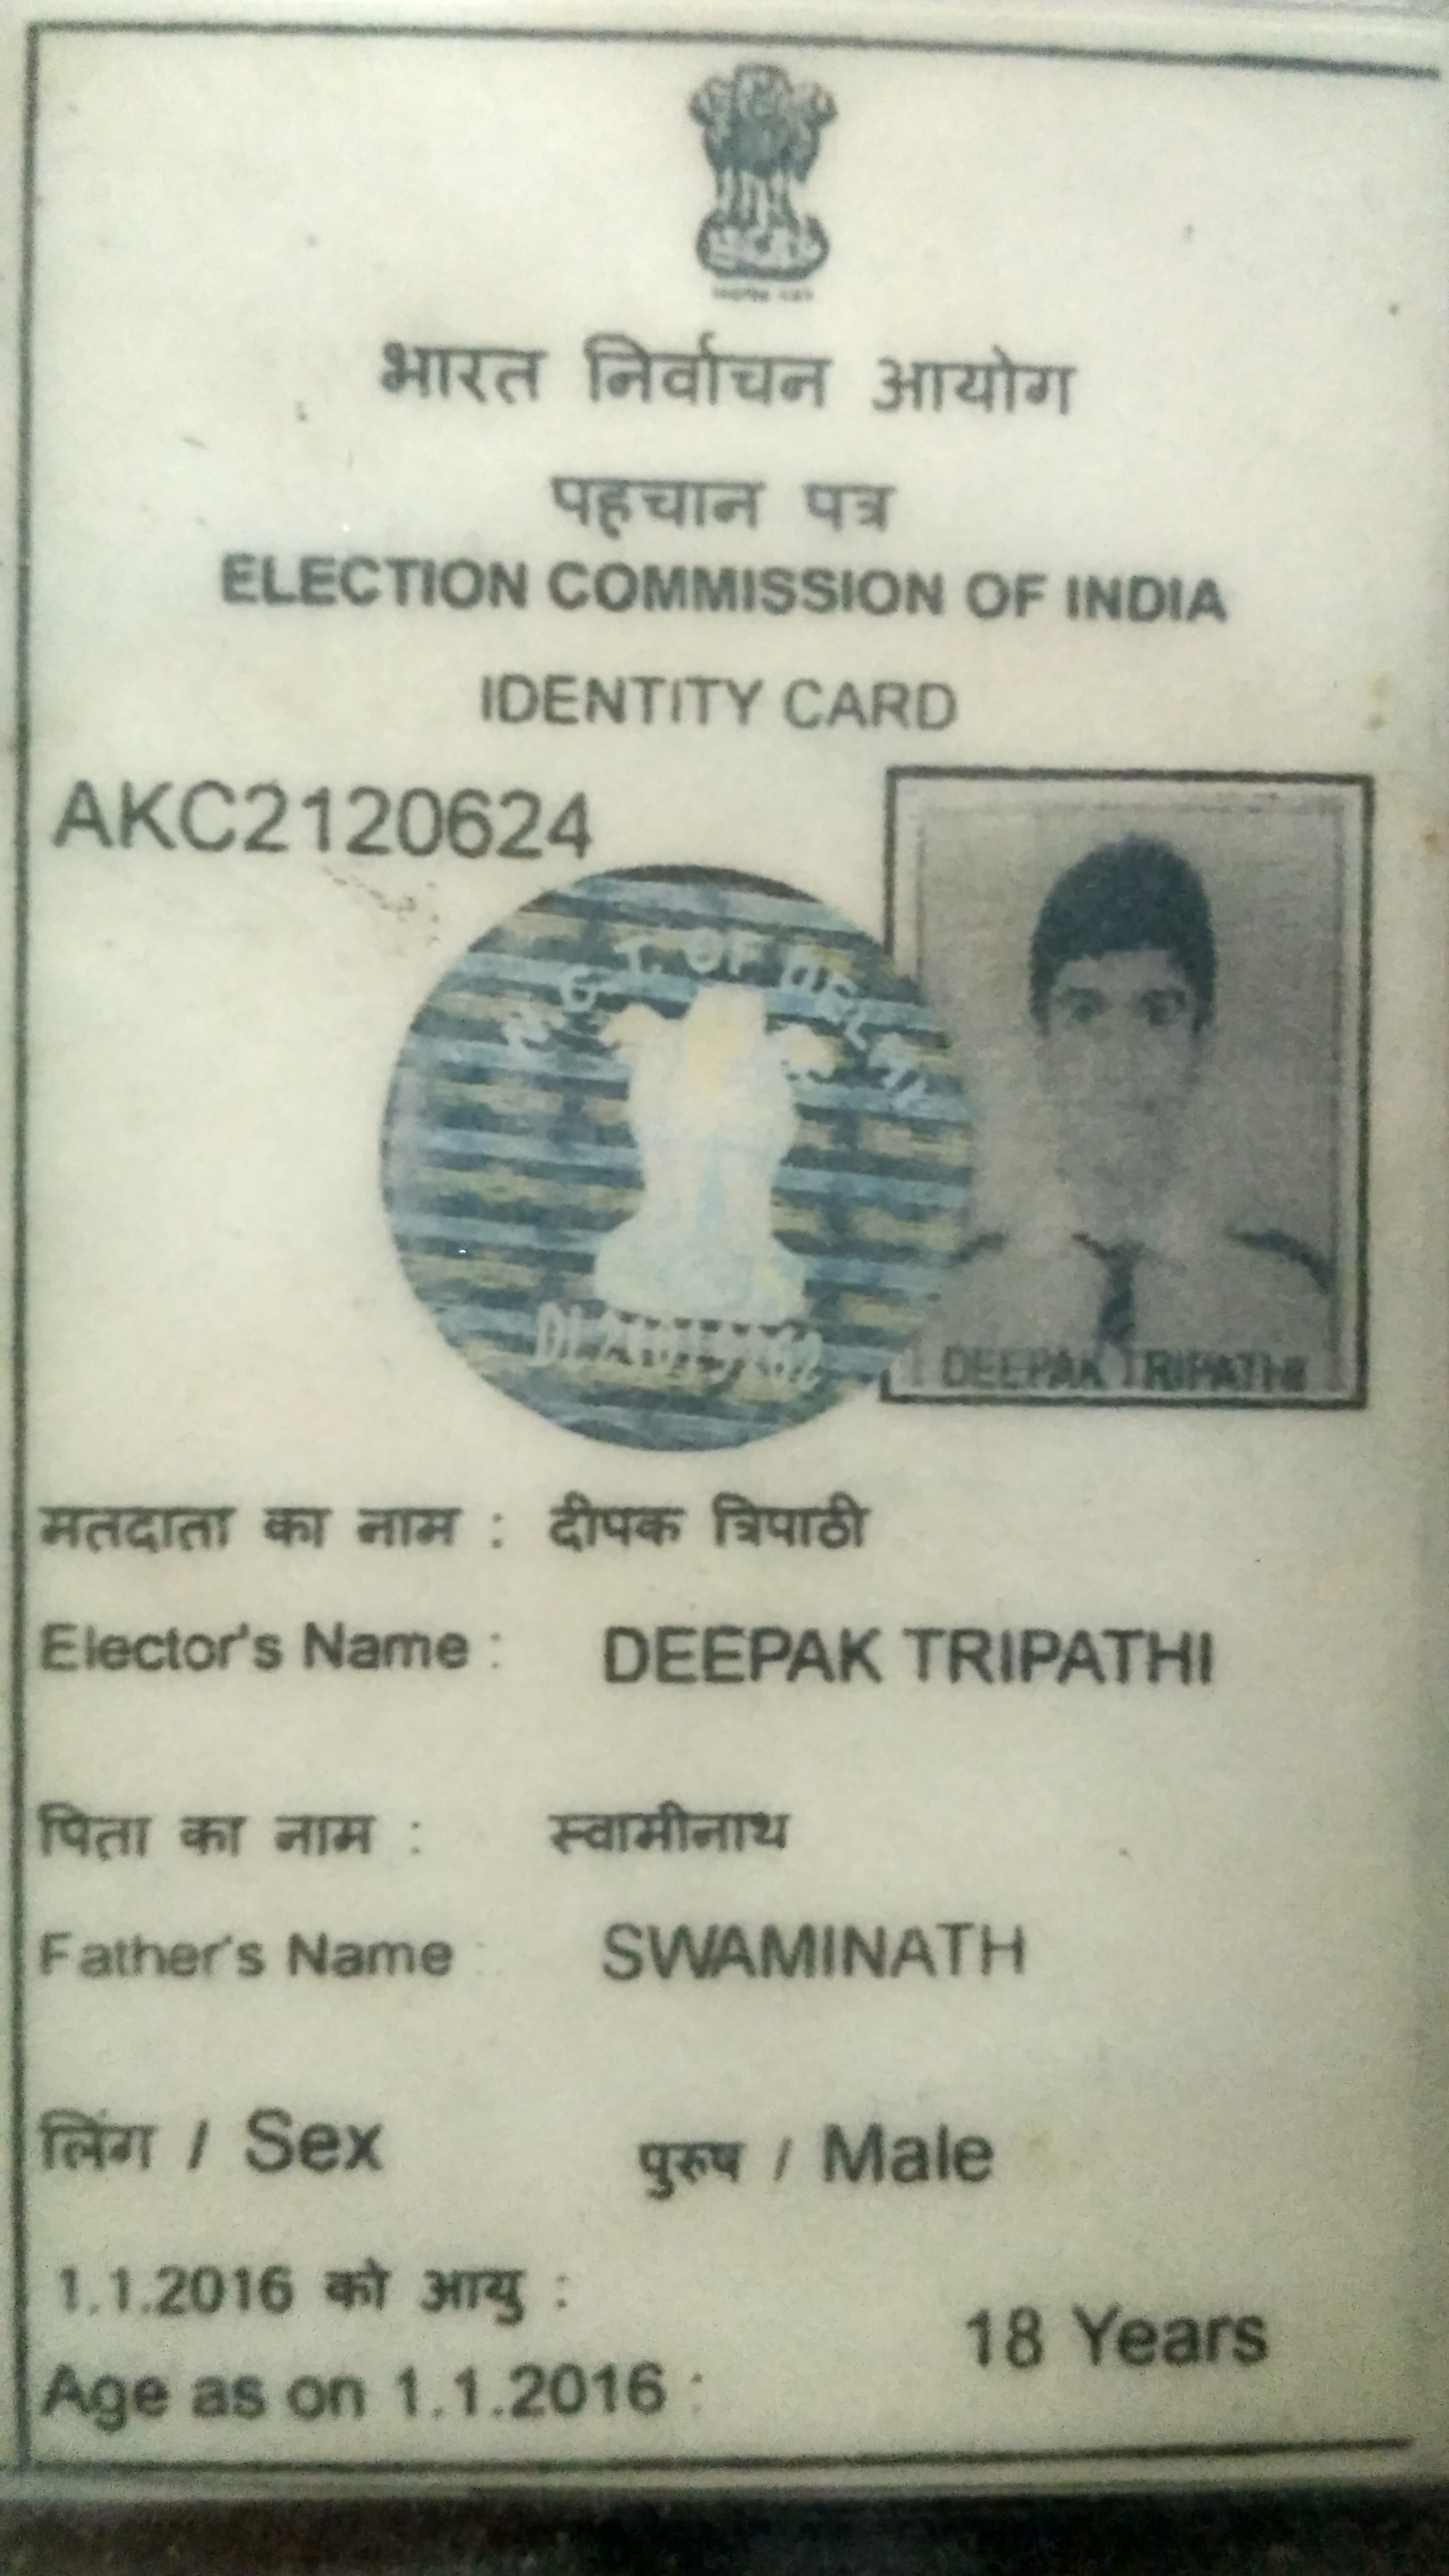 भारत निर्वाचन आयोग
पहचान पत्र
ELECTION COMMISSION OF INDIA
IDENTITY CARD
AKC2120624
OF
DEEPAK TRIPATHI
मतदाता का नाम : दीपक त्रिपाठी
Elector's Name : DEEPAK TRIPATHI
पिता का नाम : स्वामीनाथ
Father's Name : SWAMINATH
लिंग / Sex पुरुष / Male
1.1.2016 को आयु :
18 Years
Age as on 1.1.2016 :